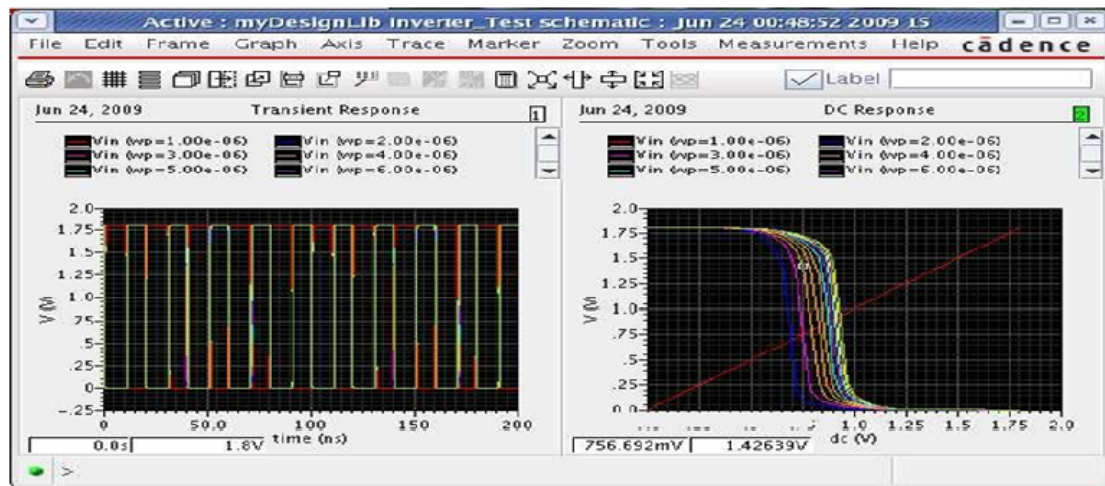 Active : myDesignLib Inverter_Test schematic : Jun 24 00:48:52 2009 15
File Edit Frame Graph Axis Trace Marker Zoom Tools Measurements Help cādence
Label
Jun 24, 2009 Transient Response 1
Vin (wp=1.00e-06) Vin (wp=2.00e-06)
Vin (wp=3.00e-06) Vin (wp=4.00e-06)
Vin (wp=5.00e-06) Vin (wp=6.00e-06)
2.0
1.75
1.5
1.25
1.0
.75
.5
.25
0
-.25
V (V)
0 50.0 100 150 200
time (ns)
0.0s 1.8V
Jun 24, 2009 DC Response 2
Vin (wp=1.00e-06) Vin (wp=2.00e-06)
Vin (wp=3.00e-06) Vin (wp=4.00e-06)
Vin (wp=5.00e-06) Vin (wp=6.00e-06)
2.0
1.75
1.5
1.25
1.0
.75
.5
.25
0.0
V (V)
1.0 1.25 1.5 1.75 2.0
dc (V)
756.692mV 1.42639V
>